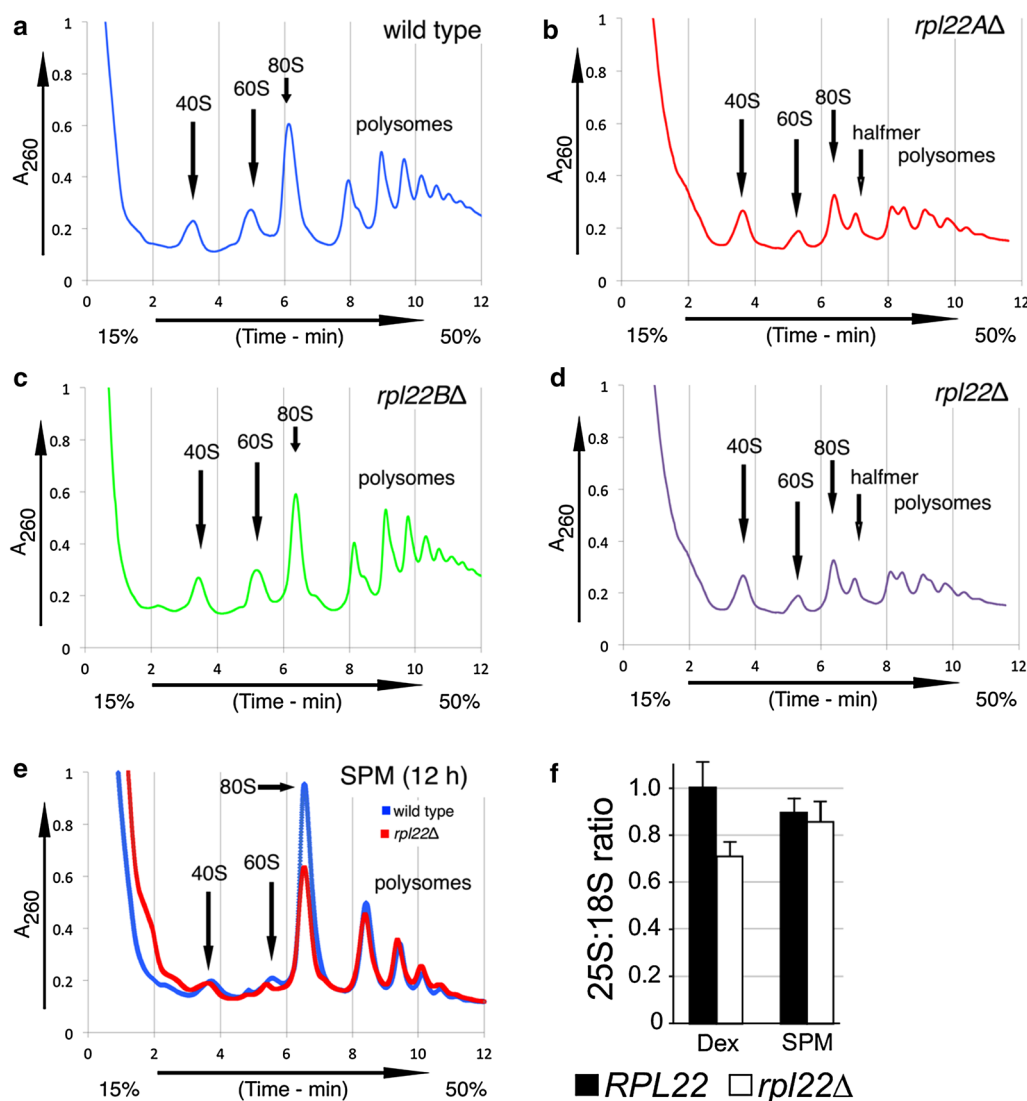 a
wild type
A260
1
0.8
0.6
0.4
0.2
0
40S
60S
80S
polysomes
0 2 4 6 8 10 12
15% (Time - min) 50%
b
rpl22AΔ
A260
1
0.8
0.6
0.4
0.2
0
40S
60S
80S
halfmer
polysomes
0 2 4 6 8 10 12
15% (Time - min) 50%
c
rpl22BΔ
A260
1
0.8
0.6
0.4
0.2
0
40S
60S
80S
polysomes
0 2 4 6 8 10 12
15% (Time - min) 50%
d
rpl22Δ
A260
1
0.8
0.6
0.4
0.2
0
40S
60S
80S
halfmer
polysomes
0 2 4 6 8 10 12
15% (Time - min) 50%
e
SPM (12 h)
A260
1
0.8
0.6
0.4
0.2
0
80S
wild type
rpl22Δ
40S
60S
polysomes
0 2 4 6 8 10 12
15% (Time - min) 50%
f
25S:18S ratio
1.0
0.8
0.6
0.4
0.2
0
Dex SPM
RPL22 rpl22Δ